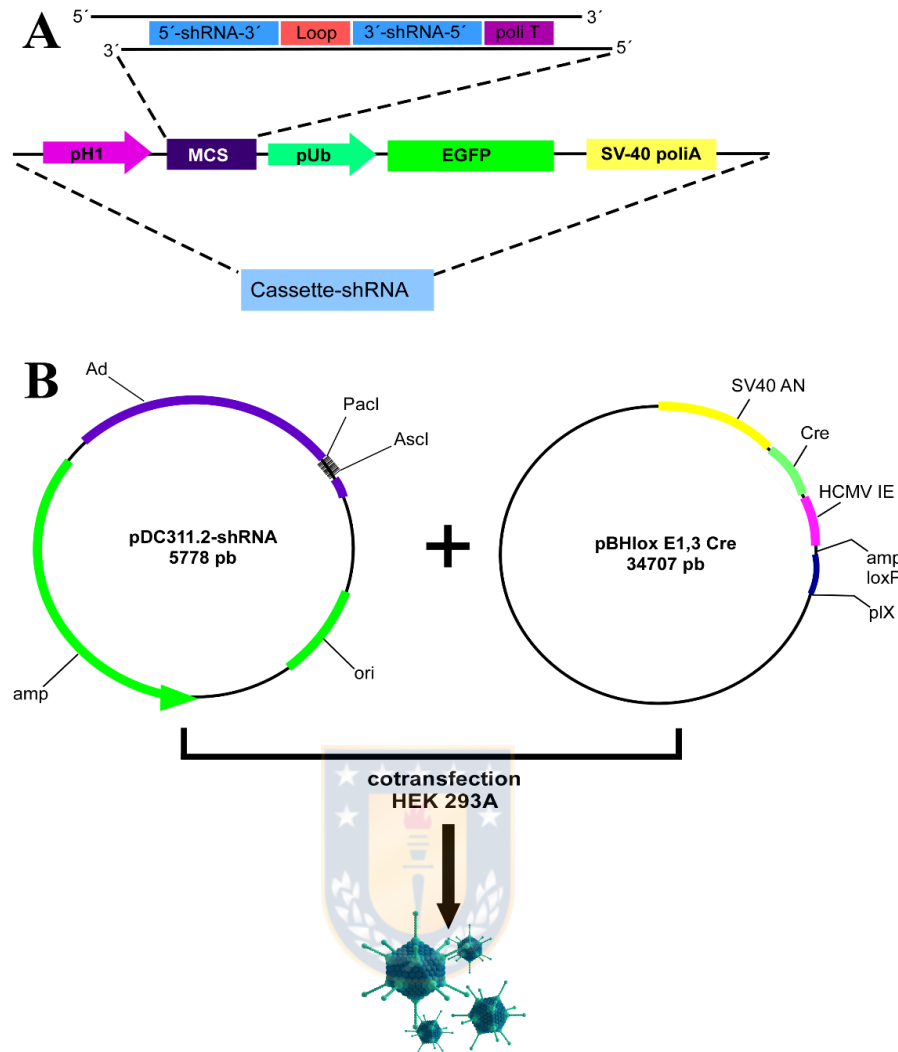 A
5´
3´
5´-shRNA-3´
Loop
3´-shRNA-5´
poli T
3´
5´
pH1
MCS
pUb
EGFP
SV-40 poliA
Cassette-shRNA
B
Ad
PacI
AscI
pDC311.2-shRNA
5778 pb
amp
ori
+
SV40 AN
Cre
HCMV IE
pBHlox E1,3 Cre
34707 pb
amp
loxP
pIX
cotransfection
HEK 293A